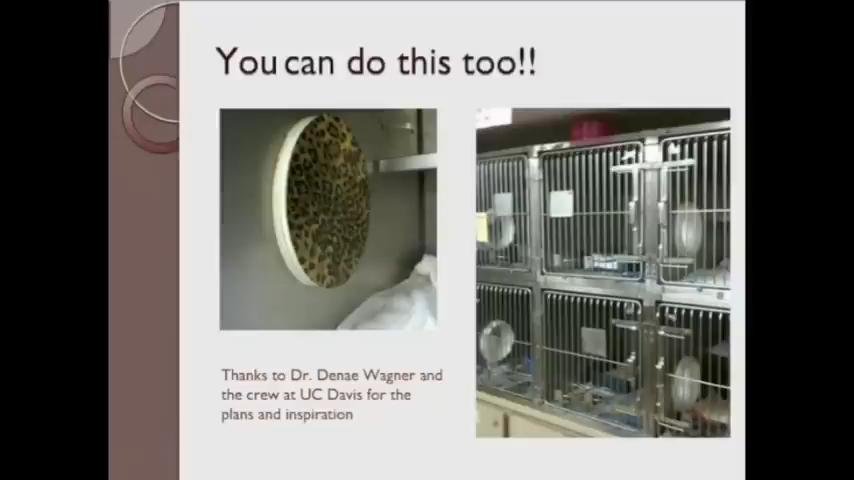 You can do this too!!
Thanks to Dr. Denae Wagner and
the crew at UC Davis for the
plans and inspiration